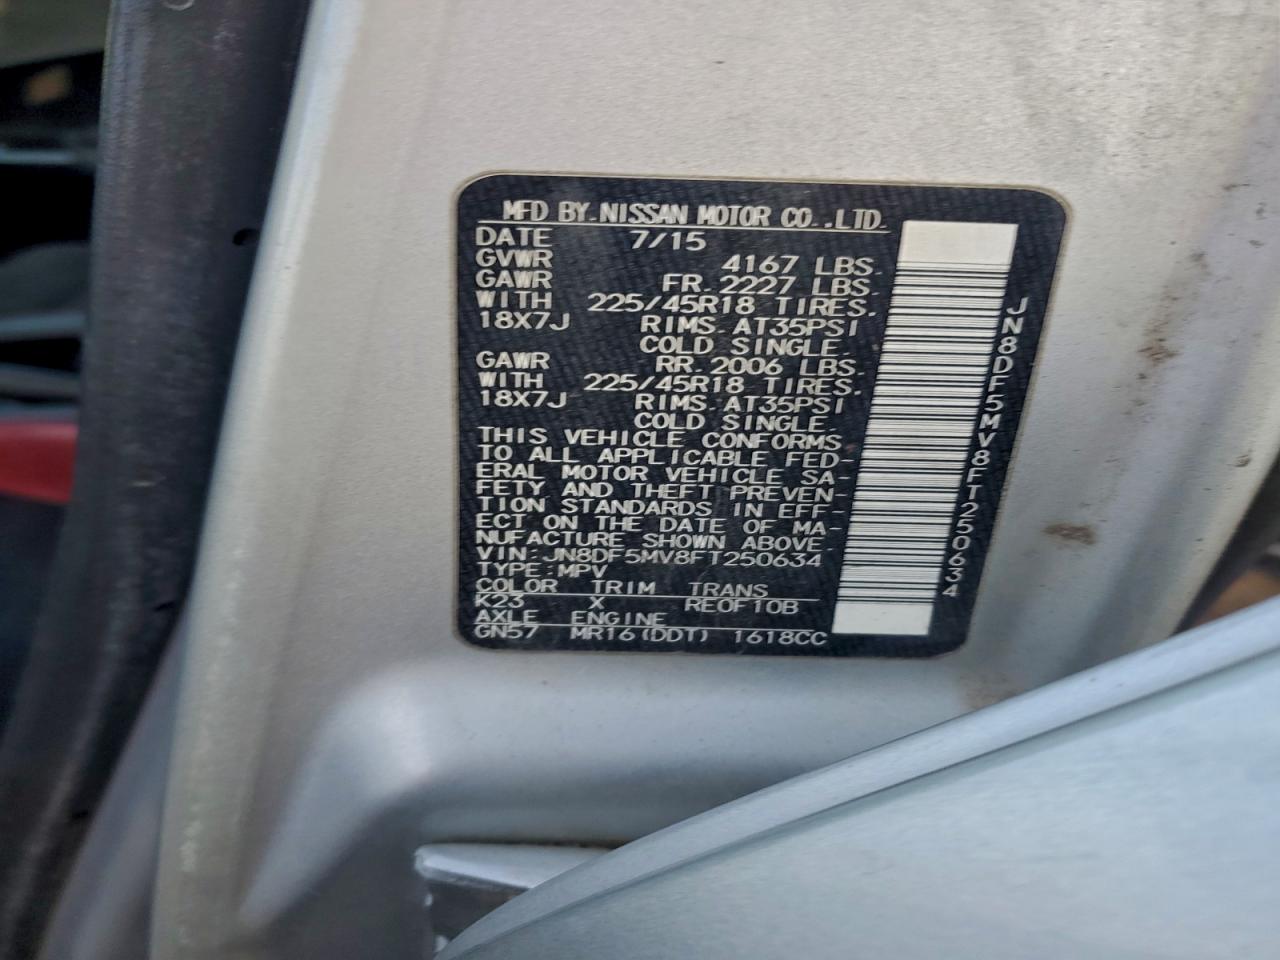 MFD BY NISSAN MOTOR CO.,LTD.
DATE 7/15
GVWR 4167 LBS.
GAWR FR. 2227 LBS.
WITH 225/45R18 TIRES.
18X7J RIMS AT35PSI
COLD SINGLE.
GAWR RR. 2006 LBS.
WITH 225/45R18 TIRES.
18X7J RIMS AT35PSI
COLD SINGLE.
THIS VEHICLE CONFORMS
TO ALL APPLICABLE FED-
ERAL MOTOR VEHICLE SA-
FETY AND THEFT PREVEN-
TION STANDARDS IN EFF-
ECT ON THE DATE OF MA-
NUFACTURE SHOWN ABOVE.
VIN:JN8DF5MV8FT250634
TYPE:MPV
COLOR TRIM TRANS
K23 X RE0F10B
AXLE ENGINE
GN57 MR16(DDT) 1618CC
JN8DF5MV8FT250634